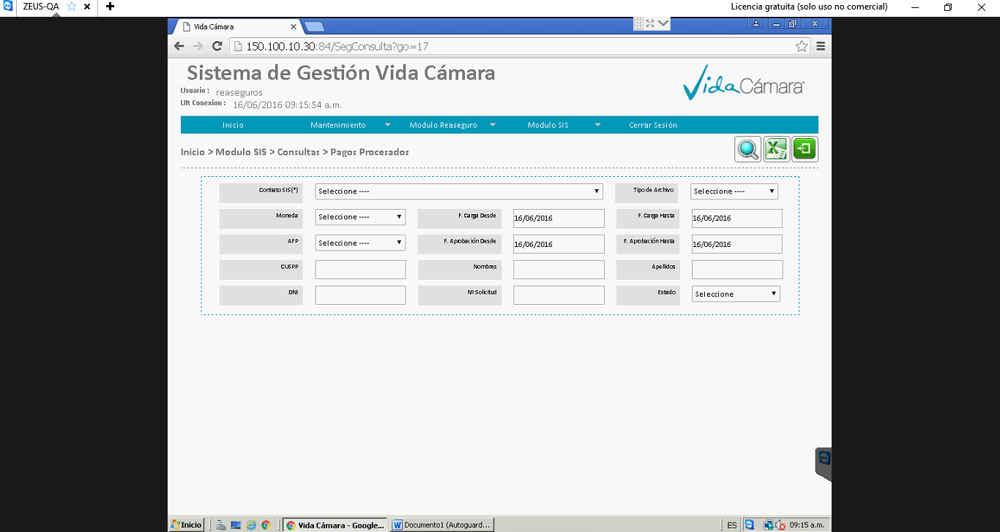 ZEUS-QA
Licencia gratuita (solo uso no comercial)
Vida Cámara
150.100.10.30:84/SegConsulta?go=17
Sistema de Gestión Vida Cámara
Usuario : reaseguros
Ult Conexion : 16/06/2016 09:15:54 a.m.
VidaCámara®
Inicio Mantenimiento Modulo Reaseguro Modulo SIS Cerrar Sesión
Inicio > Modulo SIS > Consultas > Pagos Procesados
Contrato SIS(*) Seleccione ---- Tipo de Archivo Seleccione ----
Moneda Seleccione ---- F. Carga Desde 16/06/2016 F. Carga Hasta 16/06/2016
AFP Seleccione ---- F. Aprobación Desde 16/06/2016 F. Aprobación Hasta 16/06/2016
CUSPP Nombres Apellidos
DNI Nº Solicitud Estado Seleccione
Inicio Vida Cámara - Google... Documento1 (Autoguard... ES 09:15 a.m.